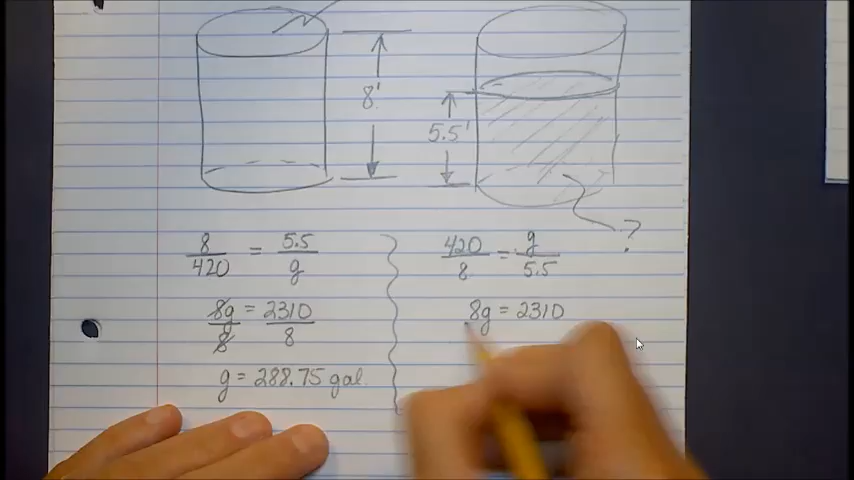 8'
5.5'
?
8/420 = 5.5/g
8g/8 = 2310/8
g = 288.75 gal
420/8 = g/5.5
8g = 2310